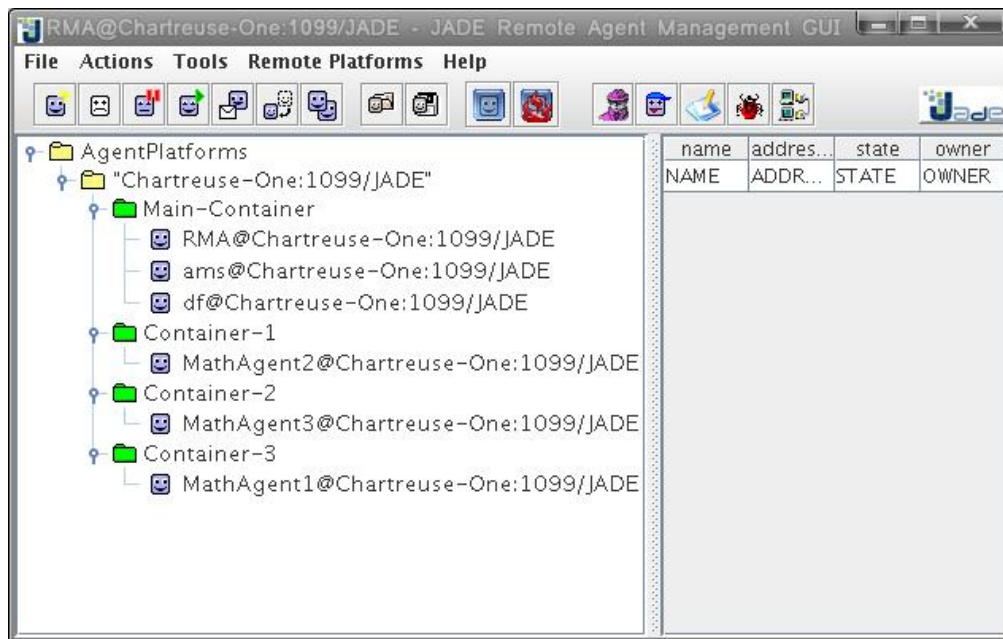 RMA@Chartreuse-One:1099/JADE - JADE Remote Agent Management GUI
File Actions Tools Remote Platforms Help
Jade
AgentPlatforms
"Chartreuse-One:1099/JADE"
Main-Container
RMA@Chartreuse-One:1099/JADE
ams@Chartreuse-One:1099/JADE
df@Chartreuse-One:1099/JADE
Container-1
MathAgent2@Chartreuse-One:1099/JADE
Container-2
MathAgent3@Chartreuse-One:1099/JADE
Container-3
MathAgent1@Chartreuse-One:1099/JADE
name addres... state owner
NAME ADDR... STATE OWNER